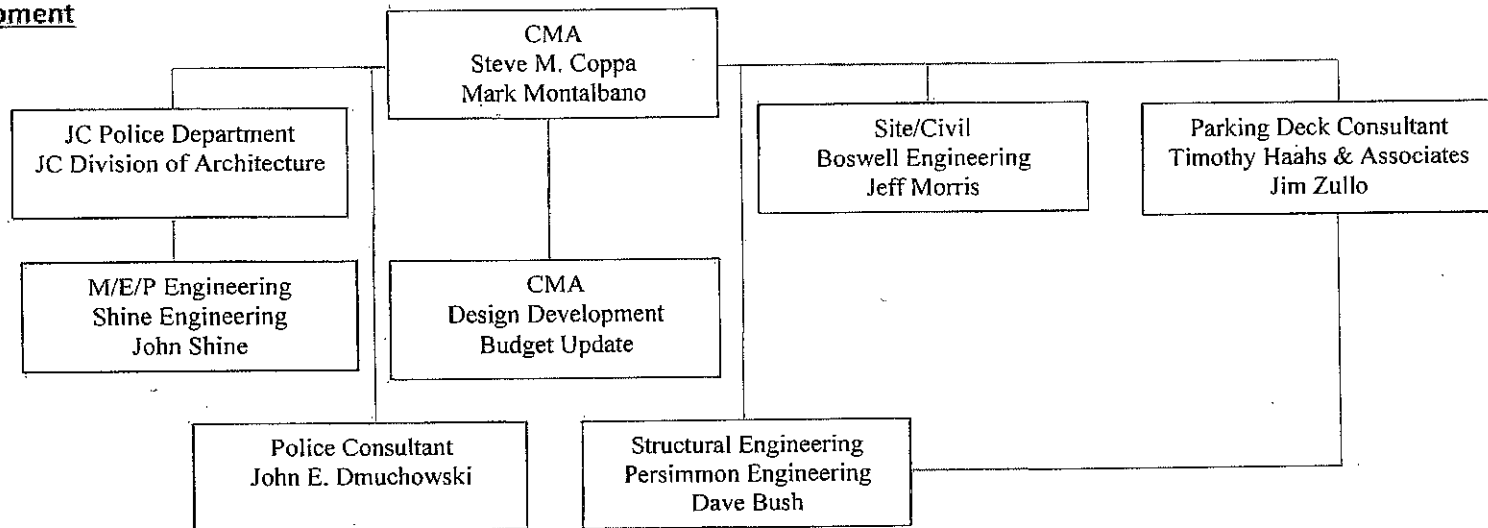 CMA
Steve M. Coppa
Mark Montalbano
JC Police Department
JC Division of Architecture
Site/Civil
Boswell Engineering
Jeff Morris
Parking Deck Consultant
Timothy Haahs & Associates
Jim Zullo
M/E/P Engineering
Shine Engineering
John Shine
CMA
Design Development
Budget Update
Police Consultant
John E. Dmuchowski
Structural Engineering
Persimmon Engineering
Dave Bush